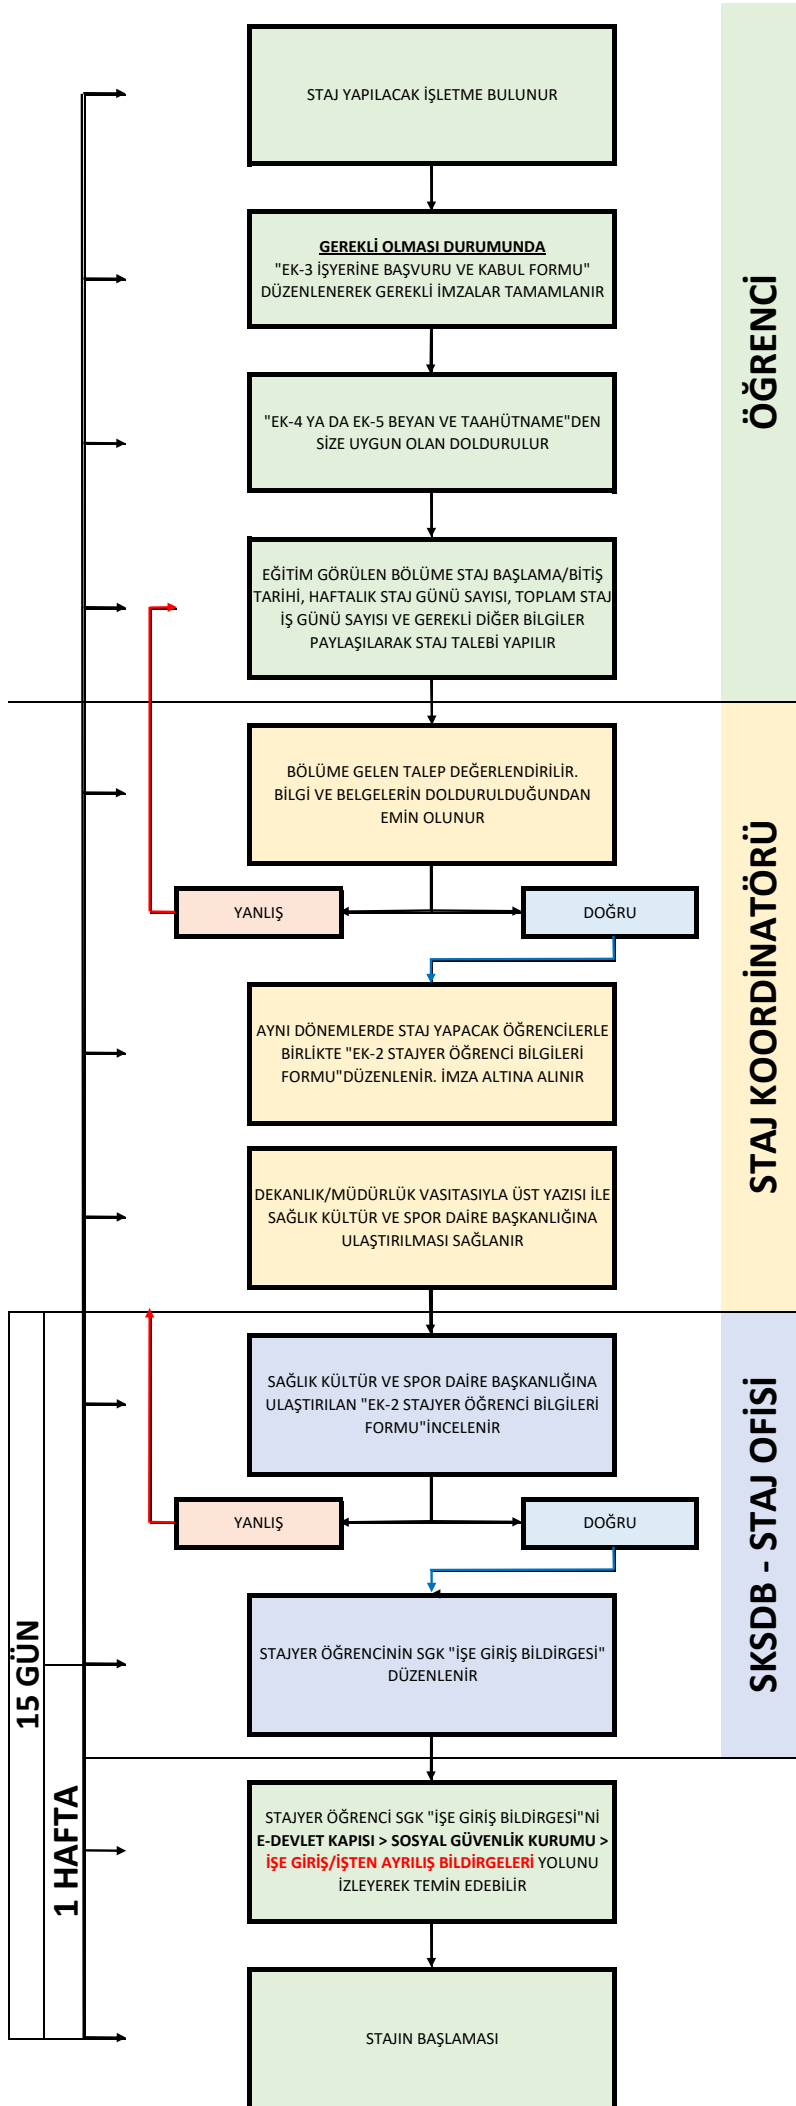 STAJ YAPILACAK İŞLETME BULUNUR
GEREKLİ OLMASI DURUMUNDA
"EK-3 İŞYERİNE BAŞVURU VE KABUL FORMU"
DÜZENLENEREK GEREKLİ İMZALAR TAMAMLANIR
"EK-4 YA DA EK-5 BEYAN VE TAAHÜTNAME"DEN
SİZE UYGUN OLAN DOLDURULUR
EĞİTİM GÖRÜLEN BÖLÜME STAJ BAŞLAMA/BİTİŞ
TARİHİ, HAFTALIK STAJ GÜNÜ SAYISI, TOPLAM STAJ
İŞ GÜNÜ SAYISI VE GEREKLİ DİĞER BİLGİLER
PAYLAŞILARAK STAJ TALEBİ YAPILIR
ÖĞRENCİ
BÖLÜME GELEN TALEP DEĞERLENDİRİLİR.
BİLGİ VE BELGELERİN DOLDURULDUĞUNDAN
EMİN OLUNUR
YANLIŞ
DOĞRU
AYNI DÖNEMLERDE STAJ YAPACAK ÖĞRENCİLERLE
BİRLİKTE "EK-2 STAJYER ÖĞRENCİ BİLGİLERİ
FORMU"DÜZENLENİR. İMZA ALTINA ALINIR
DEKANLIK/MÜDÜRLÜK VASITASIYLA ÜST YAZISI İLE
SAĞLIK KÜLTÜR VE SPOR DAİRE BAŞKANLIĞINA
ULAŞTIRILMASI SAĞLANIR
STAJ KOORDİNATÖRÜ
SAĞLIK KÜLTÜR VE SPOR DAİRE BAŞKANLIĞINA
ULAŞTIRILAN "EK-2 STAJYER ÖĞRENCİ BİLGİLERİ
FORMU"İNCELENİR
YANLIŞ
DOĞRU
STAJYER ÖĞRENCİNİN SGK "İŞE GİRİŞ BİLDİRGESİ"
DÜZENLENİR
SKSDB - STAJ OFİSİ
15 GÜN
1 HAFTA
STAJYER ÖĞRENCİ SGK "İŞE GİRİŞ BİLDİRGESİ"Nİ
E-DEVLET KAPISI > SOSYAL GÜVENLİK KURUMU >
İŞE GİRİŞ/İŞTEN AYRILIŞ BİLDİRGELERİ YOLUNU
İZLEYEREK TEMİN EDEBİLİR
STAJIN BAŞLAMASI